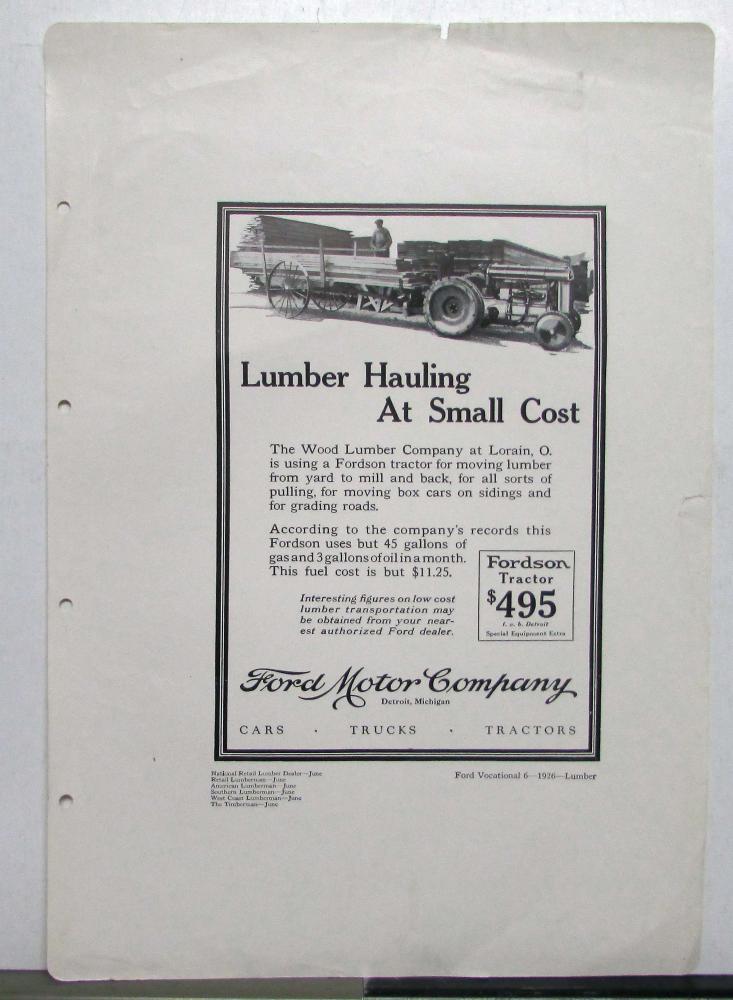 Lumber Hauling
At Small Cost
The Wood Lumber Company at Lorain, O.
is using a Fordson tractor for moving lumber
from yard to mill and back, for all sorts of
pulling, for moving box cars on sidings and
for grading roads.
According to the company's records this
Fordson uses but 45 gallons of
gas and 3 gallons of oil in a month.
This fuel cost is but $11.25.
Interesting figures on low cost
lumber transportation may
be obtained from your near-
est authorized Ford dealer.
Fordson
Tractor
$495
f. o. b. Detroit
Special Equipment Extra
Ford Motor Company
Detroit, Michigan
CARS · TRUCKS · TRACTORS
National Retail Lumber Dealer—June
Retail Lumberman—June
American Lumberman—June
Southern Lumberman—June
West Coast Lumberman—June
The Timberman—June
Ford Vocational 6—1926—Lumber